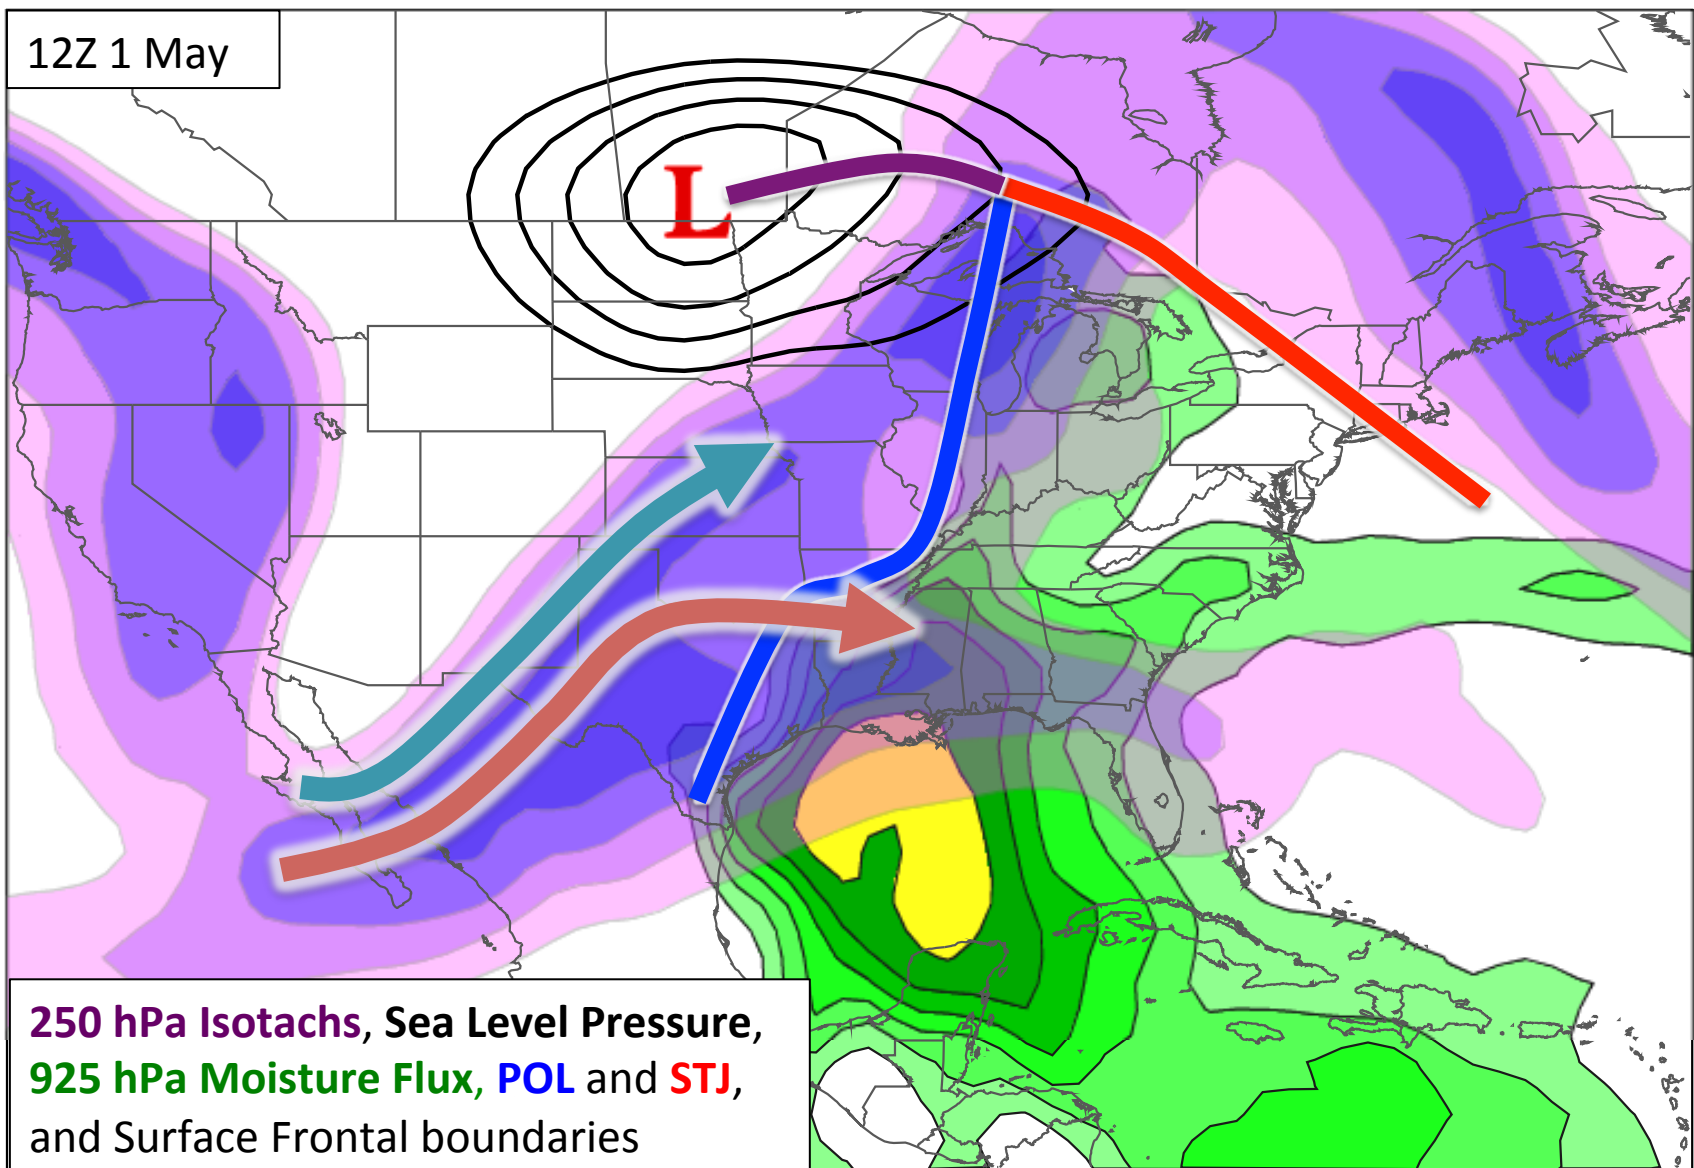 12Z 1 May
L
250 hPa Isotachs, Sea Level Pressure,
925 hPa Moisture Flux, POL and STJ,
and Surface Frontal boundaries